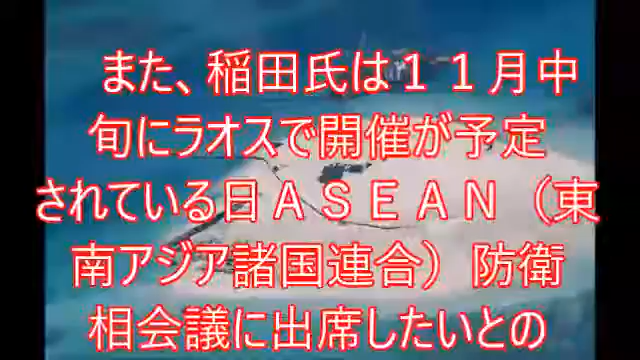 また、稲田氏は１１月中
旬にラオスで開催が予定
されている日ＡＳＥＡＮ（東
南アジア諸国連合）防衛
相会議に出席したいとの